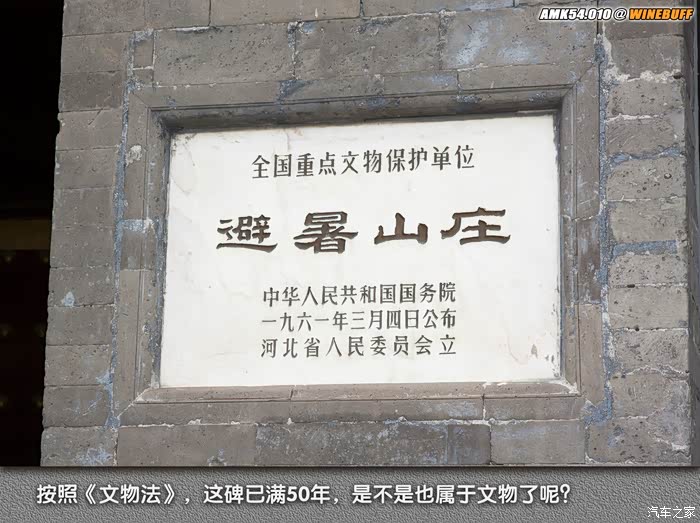 AMK54.010 @ WINEBUFF
全国重点文物保护单位
避暑山庄
中华人民共和国国务院
一九六一年三月四日公布
河北省人民委员会立
按照《文物法》，这碑已满50年，是不是也属于文物了呢？
汽车之家